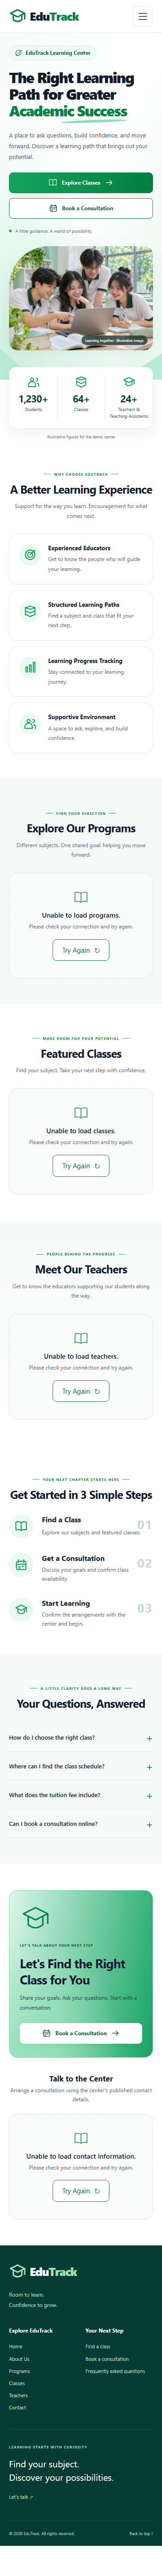 EduTrack
EduTrack Learning Center
The Right Learning
Path for Greater
Academic Success
A place to ask questions, build confidence, and move
forward. Discover a learning path that brings you to your
potential.
Explore Classes →
Book a Consultation
A little guidance. A world of possibility.
Learning together · Illustrative image
1,230+
Students
64+
Classes
24+
Teachers &
Teaching Assistants
Illustrative figures for the demo center
WHY CHOOSE EDUTRACK
A Better Learning Experience
Support for the way you learn. Encouragement for what
comes next.
Experienced Educators
Get to know the people who will guide
your learning.
Structured Learning Paths
Find a subject and class that fit your
next step.
Learning Progress Tracking
Stay connected to your learning
journey.
Supportive Environment
A space to ask, explore, and build
confidence.
FIND YOUR DIRECTION
Explore Our Programs
Different subjects. One shared goal: helping you move
forward.
Unable to load programs.
Please check your connection and try again.
Try Again ↻
MAKE ROOM FOR YOUR POTENTIAL
Featured Classes
Find your subject. Take your next step with confidence.
Unable to load classes.
Please check your connection and try again.
Try Again ↻
PEOPLE BEHIND THE PROGRESS
Meet Our Teachers
Get to know the educators supporting our students along
the way.
Unable to load teachers.
Please check your connection and try again.
Try Again ↻
YOUR NEXT CHAPTER STARTS HERE
Get Started in 3 Simple Steps
Find a Class
01
Explore our subjects and featured classes.
Get a Consultation
02
Discuss your goals and confirm class
availability.
Start Learning
03
Confirm the arrangements with the
center and begin.
A LITTLE CLARITY GOES A LONG WAY
Your Questions, Answered
How do I choose the right class? +
Where can I find the class schedule? +
What does the tuition fee include? +
Can I book a consultation online? +
LET'S TALK ABOUT YOUR NEXT STEP
Let's Find the Right
Class for You
Share your goals. Ask your questions. Start with a
conversation.
Book a Consultation →
Talk to the Center
Arrange a consultation using the center's published contact
details.
Unable to load contact information.
Please check your connection and try again.
Try Again ↻
EduTrack
Room to learn.
Confidence to grow.
Explore EduTrack
Home
About Us
Programs
Classes
Teachers
Contact
Your Next Step
Find a class
Book a consultation
Frequently asked questions
LEARNING STARTS WITH CURIOSITY
Find your subject.
Discover your possibilities.
Let's talk ↗
© 2026 EduTrack. All rights reserved.
Back to top ↑